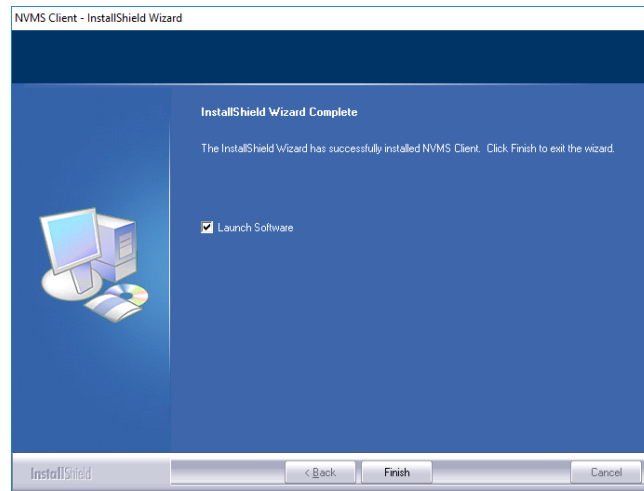 NVMS Client - InstallShield Wizard
InstallShield Wizard Complete
The InstallShield Wizard has successfully installed NVMS Client. Click Finish to exit the wizard.
Launch Software
InstallShield
< Back
Finish
Cancel